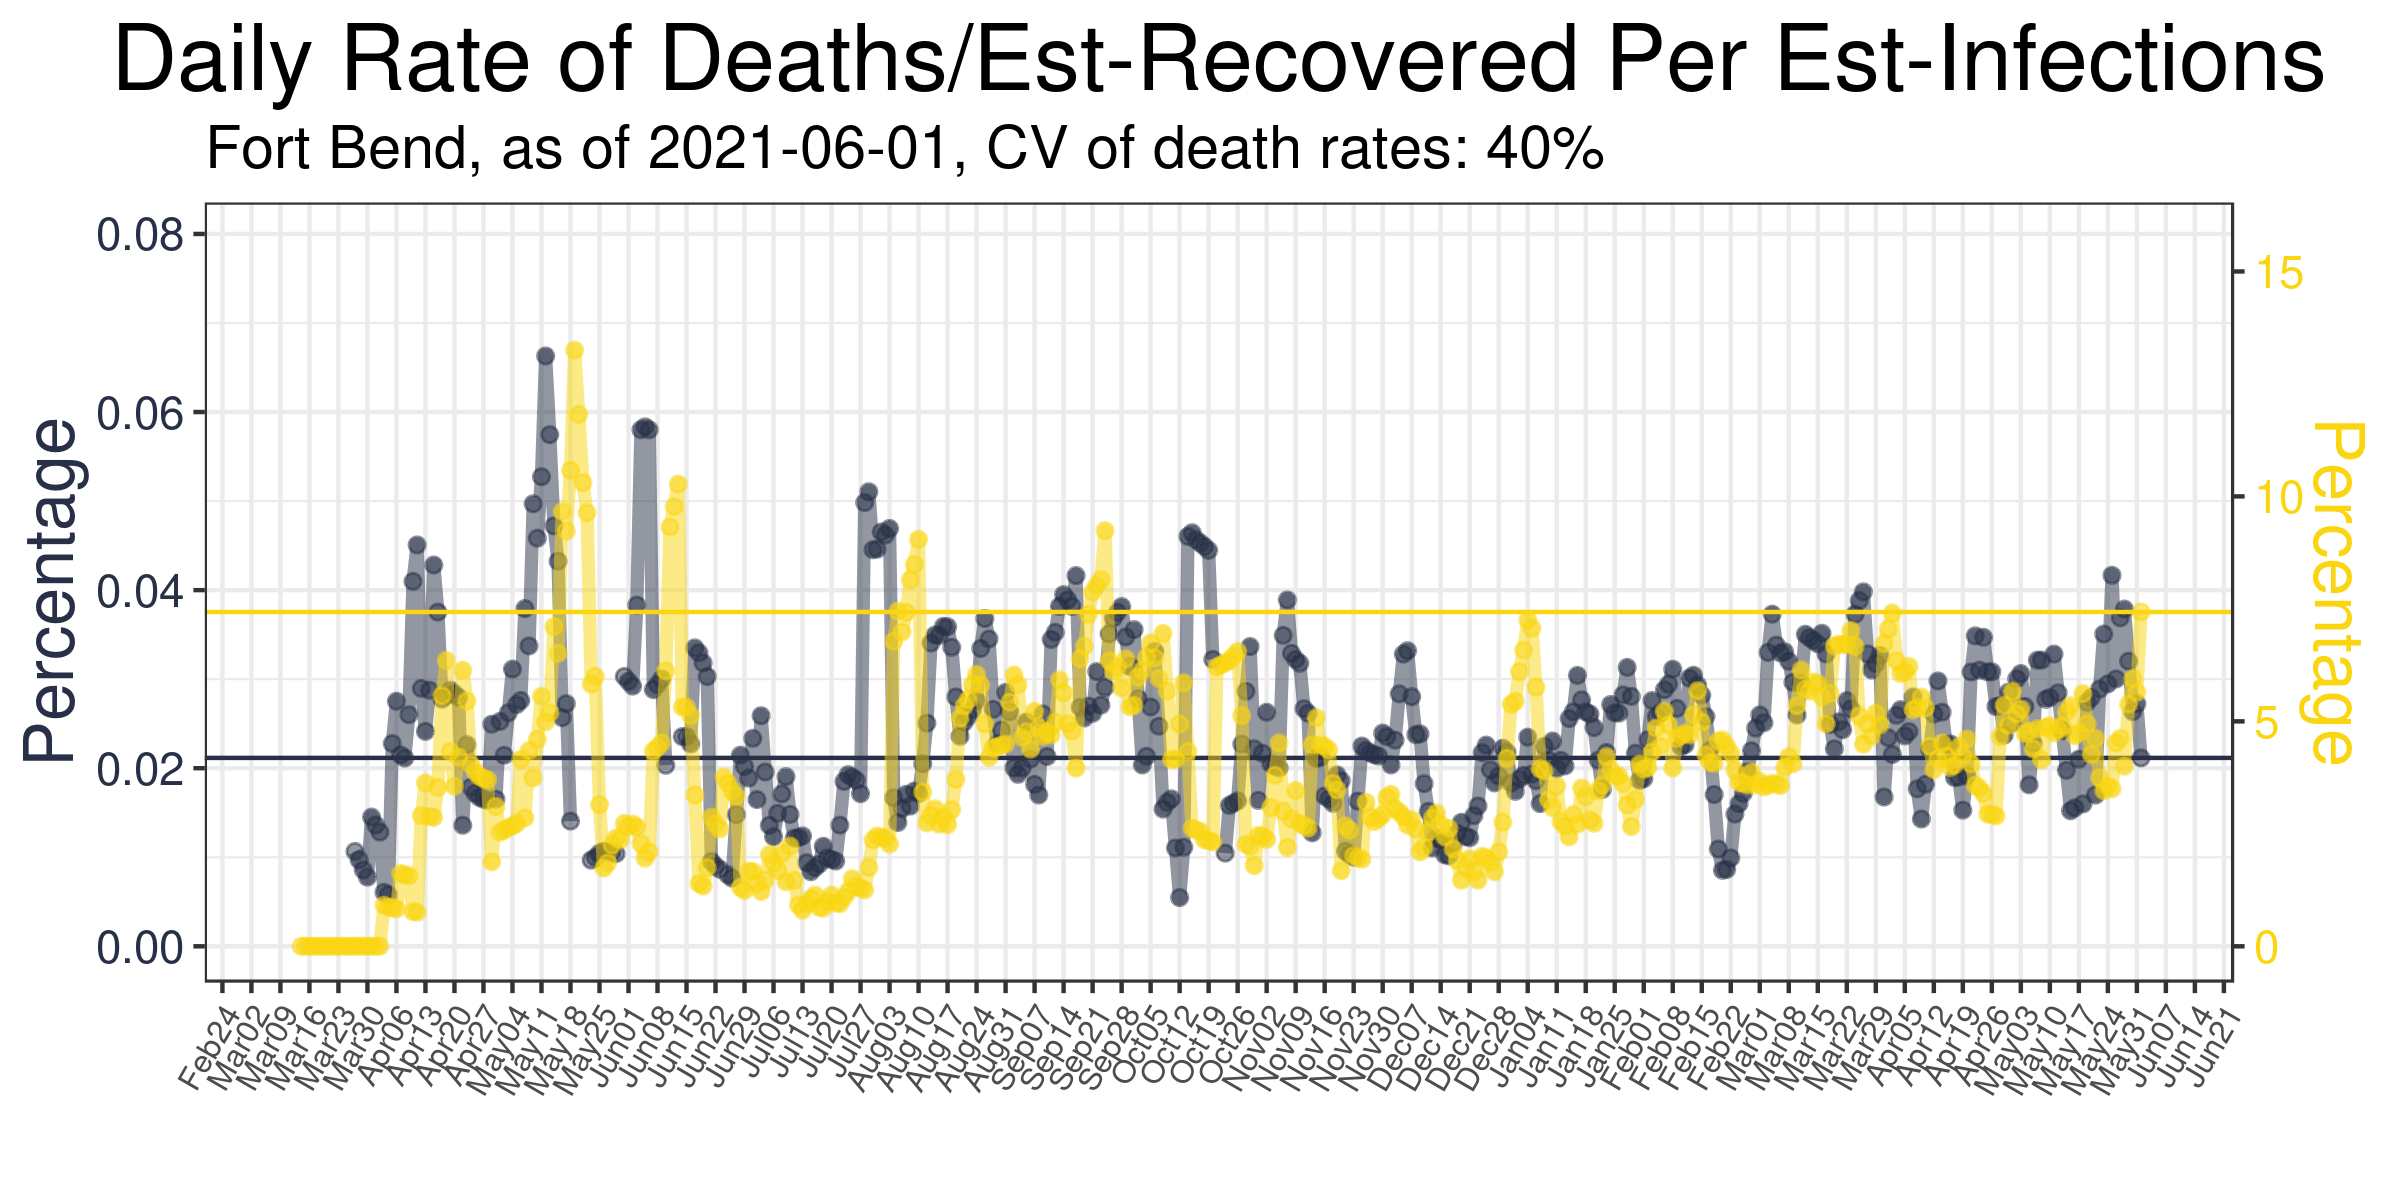 Daily Rate of Deaths/Est-Recovered Per Est-Infections
Fort Bend, as of 2021-06-01, CV of death rates: 40%
Percentage
0.08
0.06
0.04
0.02
0.00
15
10
5
0
Percentage
Feb24 Mar02 Mar09 Mar16 Mar23 Mar30 Apr06 Apr13 Apr20 Apr27 May04 May11 May18 May25 Jun01 Jun08 Jun15 Jun22 Jun29 Jul06 Jul13 Jul20 Jul27 Aug03 Aug10 Aug17 Aug24 Aug31 Sep07 Sep14 Sep21 Sep28 Oct05 Oct12 Oct19 Oct26 Nov02 Nov09 Nov16 Nov23 Nov30 Dec07 Dec14 Dec21 Dec28 Jan04 Jan11 Jan18 Jan25 Feb01 Feb08 Feb15 Feb22 Mar01 Mar08 Mar15 Mar22 Mar29 Apr05 Apr12 Apr19 Apr26 May03 May10 May17 May24 May31 Jun07 Jun14 Jun21